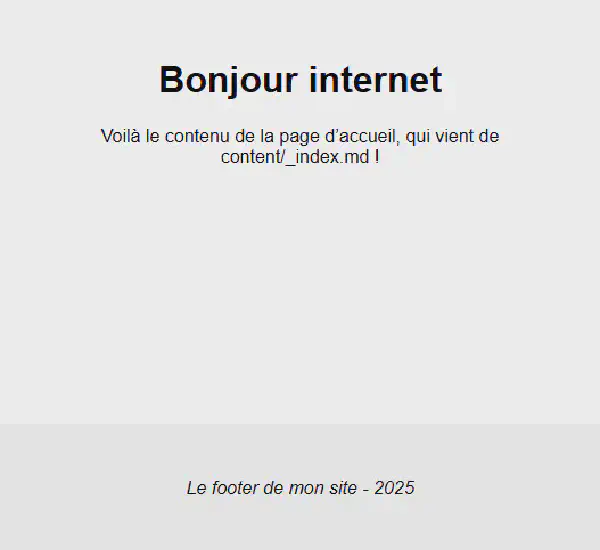 Bonjour internet
Voilà le contenu de la page d’accueil, qui vient de
content/_index.md !
Le footer de mon site - 2025